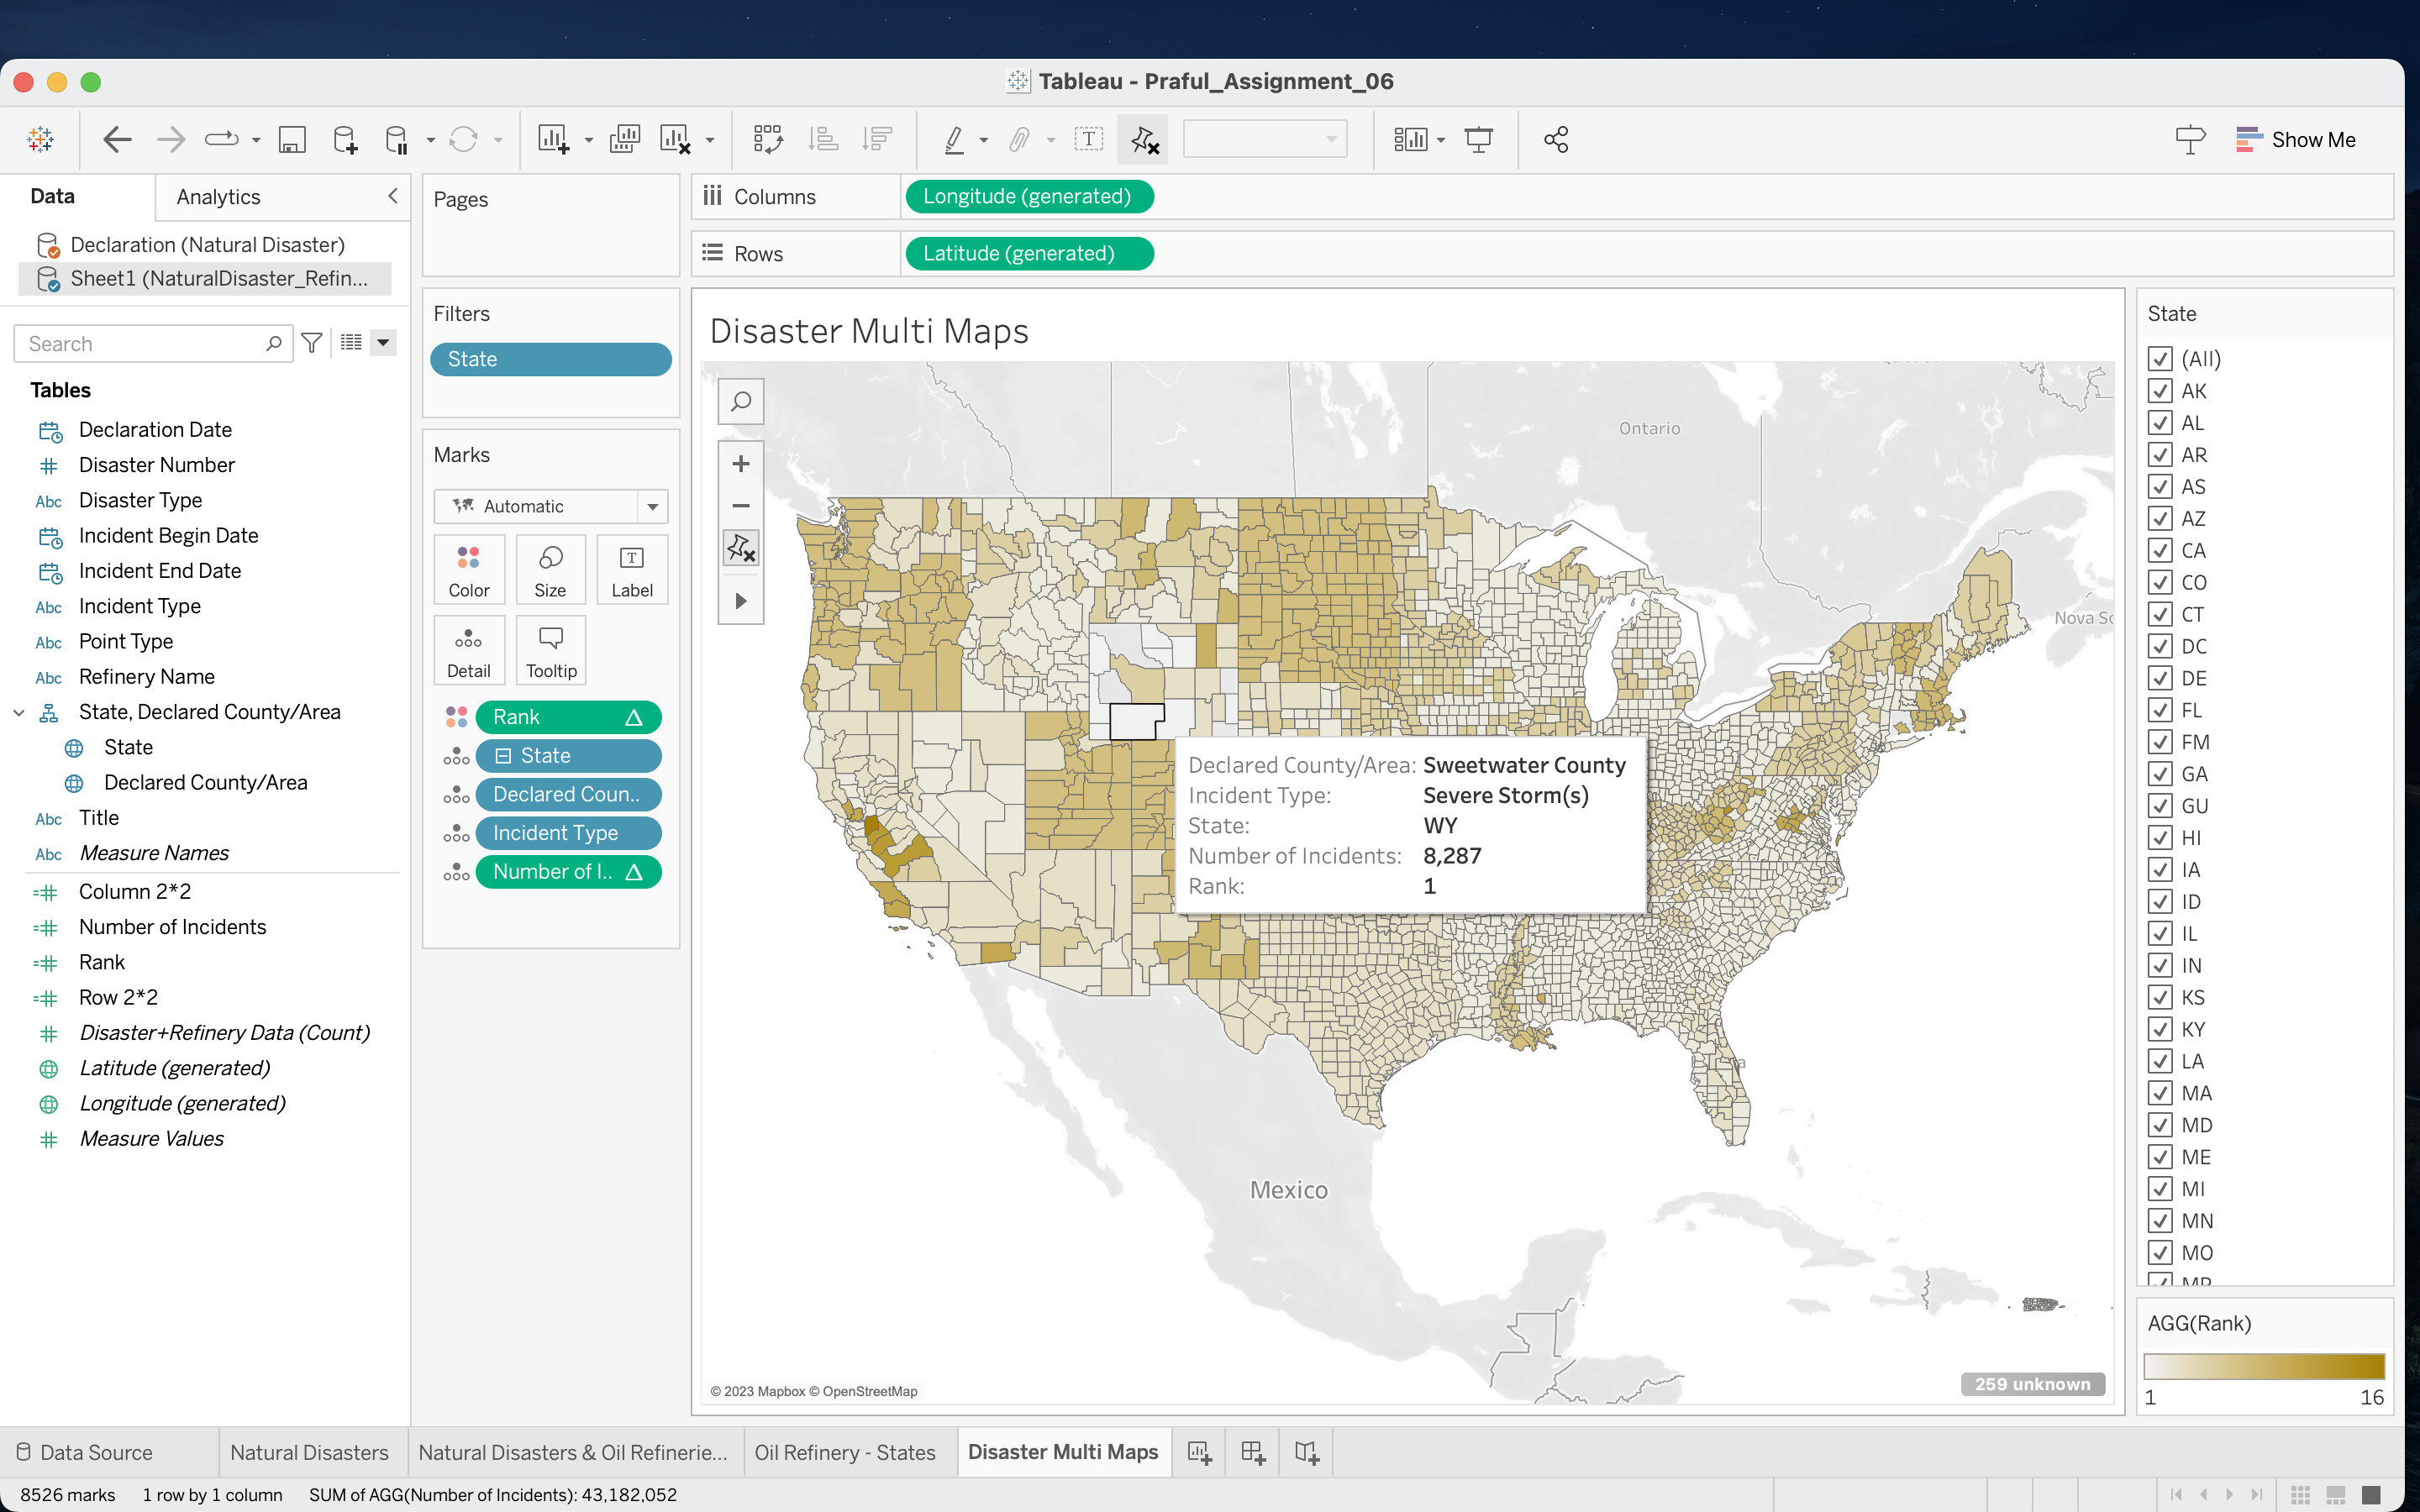 Tableau - Praful_Assignment_06
Show Me
Data
Analytics
Declaration (Natural Disaster)
Sheet1 (NaturalDisaster_Refin...
Search
Tables
Declaration Date
Disaster Number
Abc Disaster Type
Incident Begin Date
Incident End Date
Abc Incident Type
Abc Point Type
Abc Refinery Name
State, Declared County/Area
State
Declared County/Area
Abc Title
Abc Measure Names
Column 2*2
Number of Incidents
Rank
Row 2*2
Disaster+Refinery Data (Count)
Latitude (generated)
Longitude (generated)
Measure Values
Pages
Filters
State
Marks
Automatic
Color
Size
Label
Detail
Tooltip
Rank
State
Declared Coun..
Incident Type
Number of I..
Columns
Longitude (generated)
Rows
Latitude (generated)
Disaster Multi Maps
Ontario
Nova Sc
Declared County/Area: Sweetwater County
Incident Type: Severe Storm(s)
State: WY
Number of Incidents: 8,287
Rank: 1
Mexico
© 2023 Mapbox © OpenStreetMap
259 unknown
State
(All)
AK
AL
AR
AS
AZ
CA
CO
CT
DC
DE
FL
FM
GA
GU
HI
IA
ID
IL
IN
KS
KY
LA
MA
MD
ME
MI
MN
MO
AGG(Rank)
1 16
Data Source
Natural Disasters
Natural Disasters & Oil Refinerie...
Oil Refinery - States
Disaster Multi Maps
8526 marks
1 row by 1 column
SUM of AGG(Number of Incidents): 43,182,052